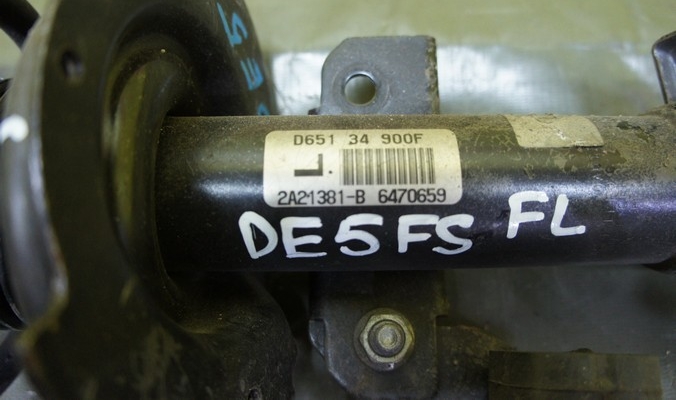 D651 34 900F
L.
2A21381-B 6470659
DE5FS FL